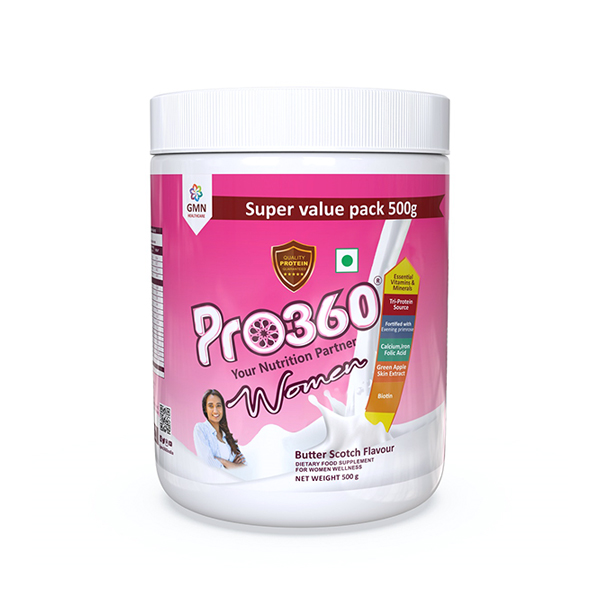 GMN
HEALTHCARE
Super value pack 500g
QUALITY
PROTEIN
GUARANTEED
Pro360®
Your Nutrition Partner
Women
Essential
Vitamins &
Minerals
Tri-Protein
Source
Fortified with
Evening primrose
Calcium,Iron
Folic Acid
Green Apple
Skin Extract
Biotin
Butter Scotch Flavour
DIETARY FOOD SUPPLEMENT
FOR WOMEN WELLNESS
NET WEIGHT 500 g